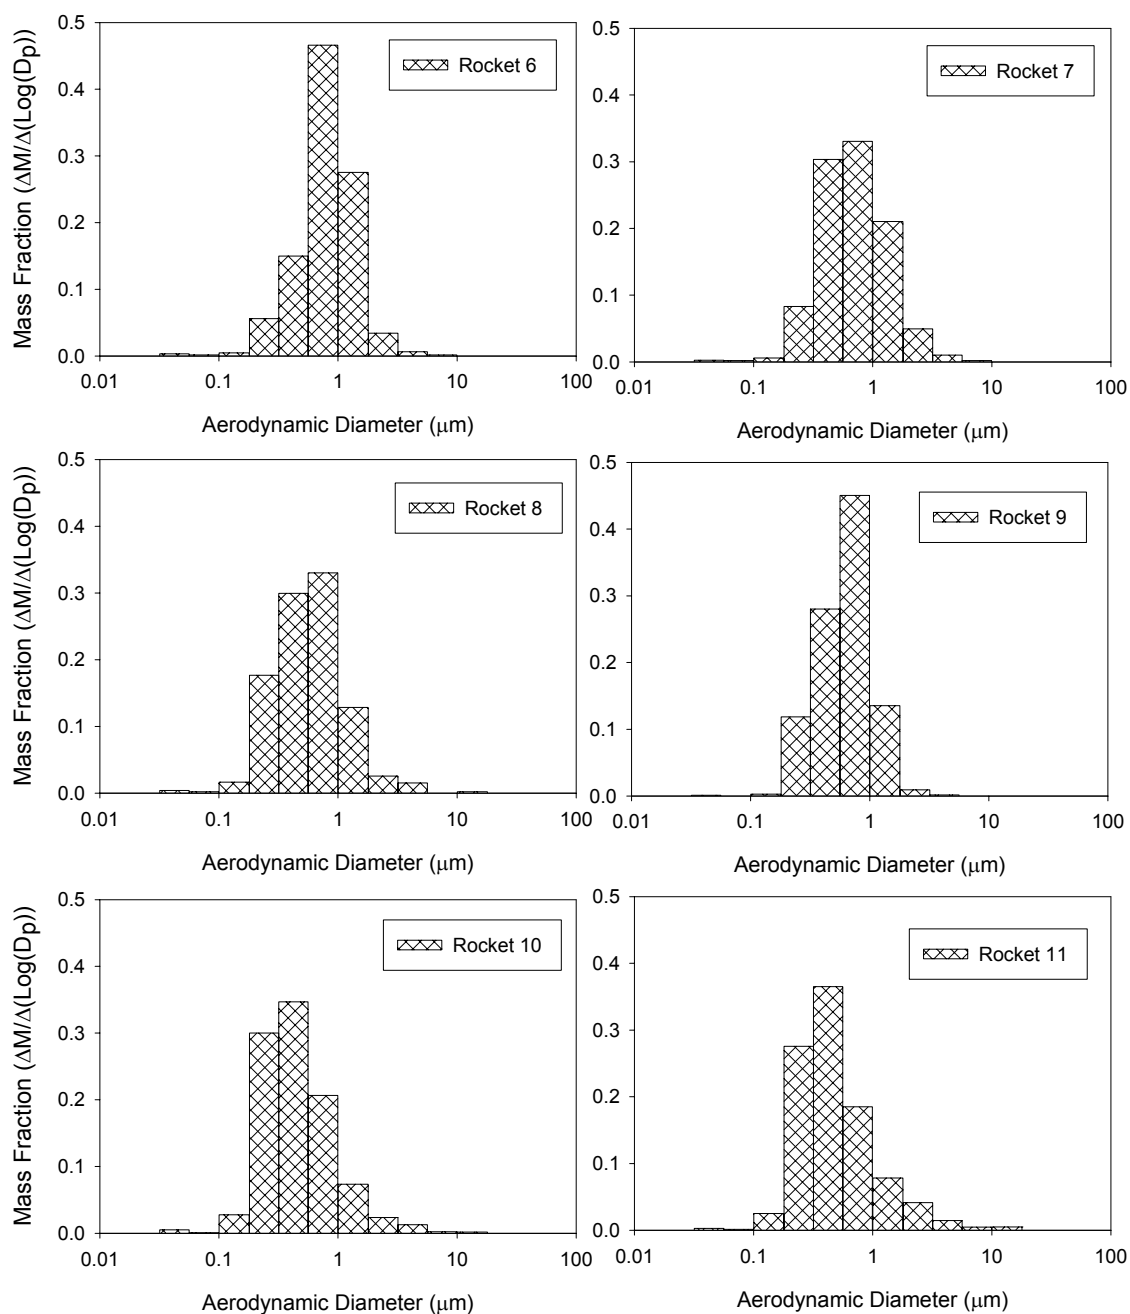 Mass Fraction (ΔM/Δ(Log(Dp))
0.5
0.4
0.3
0.2
0.1
0.0
Rocket 6
0.01 0.1 1 10 100
Aerodynamic Diameter (μm)
0.5
0.4
0.3
0.2
0.1
0.0
Rocket 7
0.01 0.1 1 10 100
Aerodynamic Diameter (μm)
Mass Fraction (ΔM/Δ(Log(Dp))
0.5
0.4
0.3
0.2
0.1
0.0
Rocket 8
0.01 0.1 1 10 100
Aerodynamic Diameter (μm)
0.5
0.4
0.3
0.2
0.1
0.0
Rocket 9
0.01 0.1 1 10 100
Aerodynamic Diameter (μm)
Mass Fraction (ΔM/Δ(Log(Dp))
0.5
0.4
0.3
0.2
0.1
0.0
Rocket 10
0.01 0.1 1 10 100
Aerodynamic Diameter (μm)
0.5
0.4
0.3
0.2
0.1
0.0
Rocket 11
0.01 0.1 1 10 100
Aerodynamic Diameter (μm)